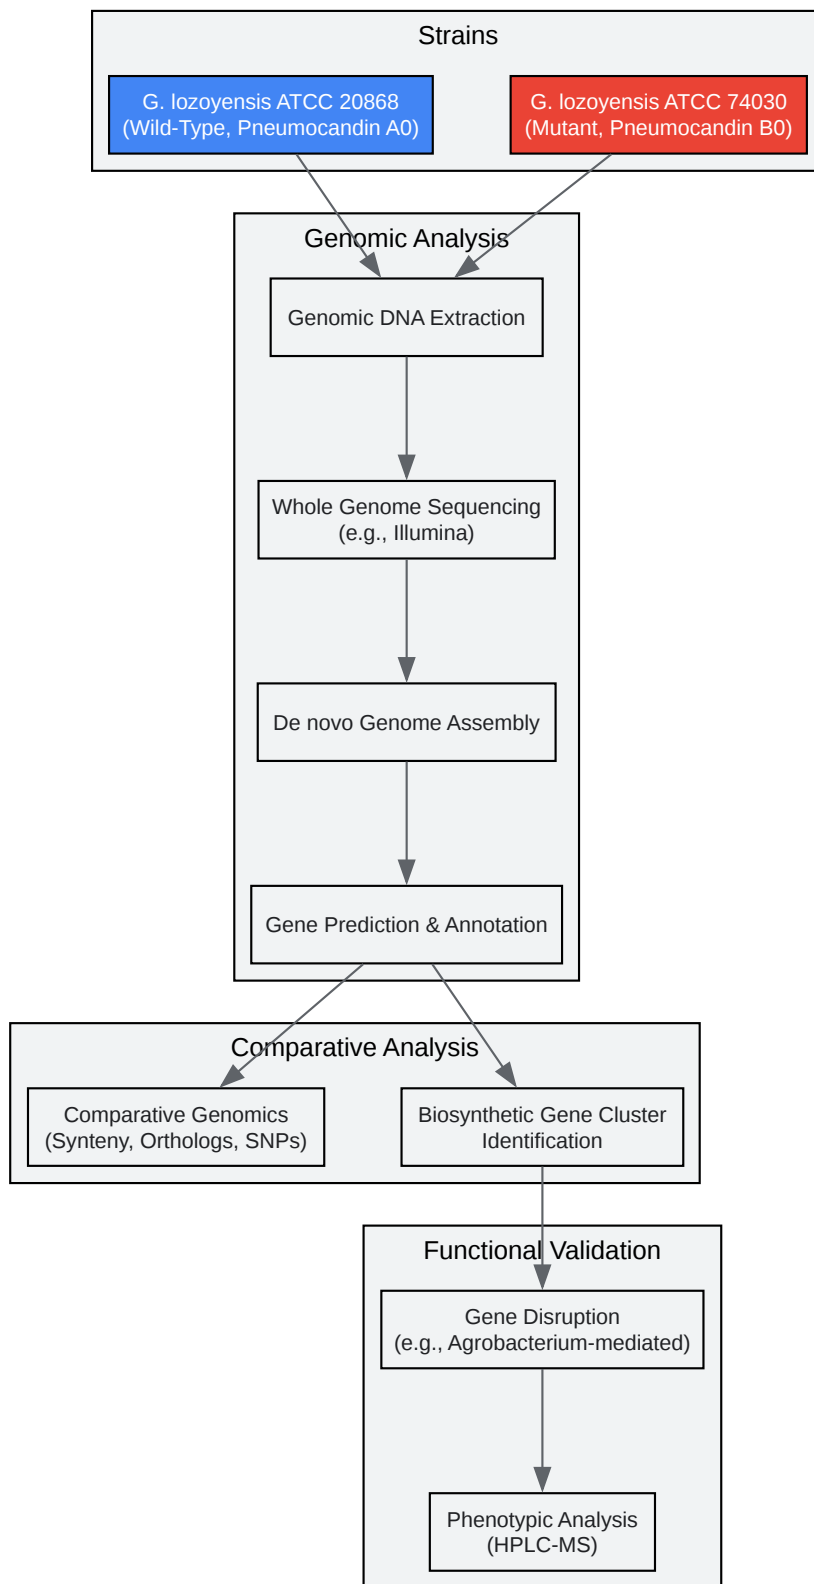 Strains
G. lozoyensis ATCC 20868
(Wild-Type, Pneumocandin A0)
G. lozoyensis ATCC 74030
(Mutant, Pneumocandin B0)
Genomic Analysis
Genomic DNA Extraction
Whole Genome Sequencing
(e.g., Illumina)
De novo Genome Assembly
Gene Prediction & Annotation
Comparative Analysis
Comparative Genomics
(Synteny, Orthologs, SNPs)
Biosynthetic Gene Cluster
Identification
Functional Validation
Gene Disruption
(e.g., Agrobacterium-mediated)
Phenotypic Analysis
(HPLC-MS)